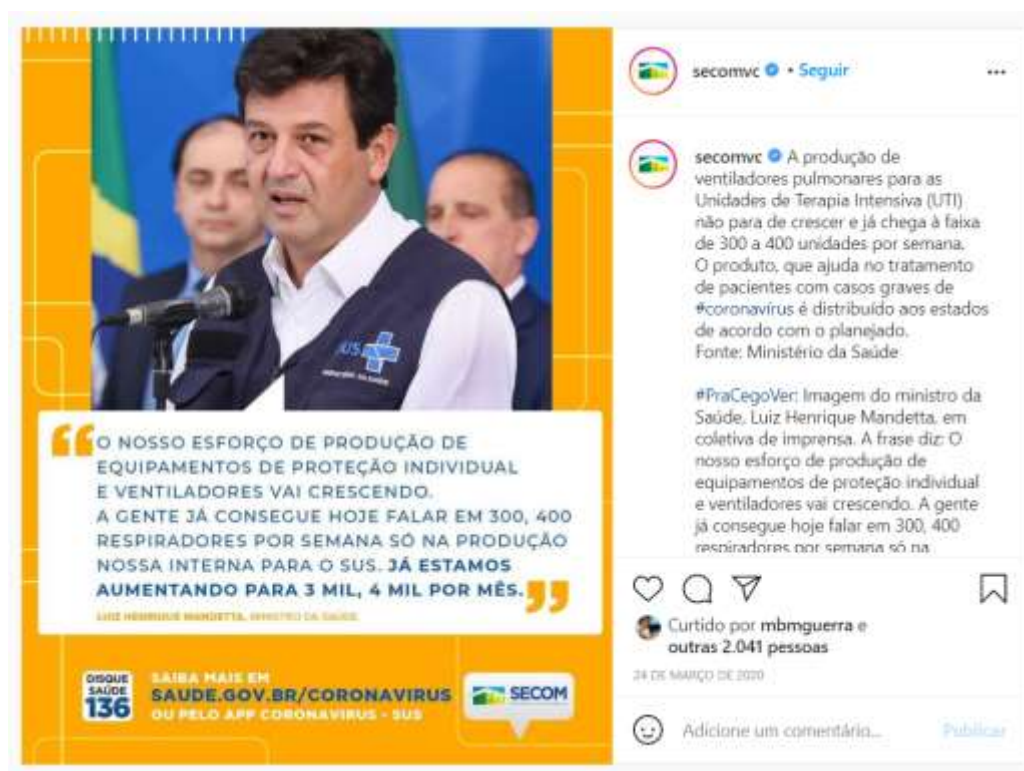 SUS
MINISTÉRIO DA SAÚDE
O NOSSO ESFORÇO DE PRODUÇÃO DE
EQUIPAMENTOS DE PROTEÇÃO INDIVIDUAL
E VENTILADORES VAI CRESCENDO.
A GENTE JÁ CONSEGUE HOJE FALAR EM 300, 400
RESPIRADORES POR SEMANA SÓ NA PRODUÇÃO
NOSSA INTERNA PARA O SUS. JÁ ESTAMOS
AUMENTANDO PARA 3 MIL, 4 MIL POR MÊS.
LUIZ HENRIQUE MANDETTA, MINISTRO DA SAÚDE
DISQUE
SAÚDE
136
SAIBA MAIS EM
SAUDE.GOV.BR/CORONAVIRUS
OU PELO APP CORONAVIRUS - SUS
SECOM
secomvc • Seguir
secomvc A produção de
ventiladores pulmonares para as
Unidades de Terapia Intensiva (UTI)
não para de crescer e já chega à faixa
de 300 a 400 unidades por semana.
O produto, que ajuda no tratamento
de pacientes com casos graves de
#coronavírus é distribuído aos estados
de acordo com o planejado.
Fonte: Ministério da Saúde
#PraCegoVer: Imagem do ministro da
Saúde, Luiz Henrique Mandetta, em
coletiva de imprensa. A frase diz: O
nosso esforço de produção de
equipamentos de proteção individual
e ventiladores vai crescendo. A gente
já consegue hoje falar em 300, 400
respiradores por semana só na
Curtido por mbmguerra e
outras 2.041 pessoas
24 DE MARÇO DE 2020
Adicione um comentário...
Publicar